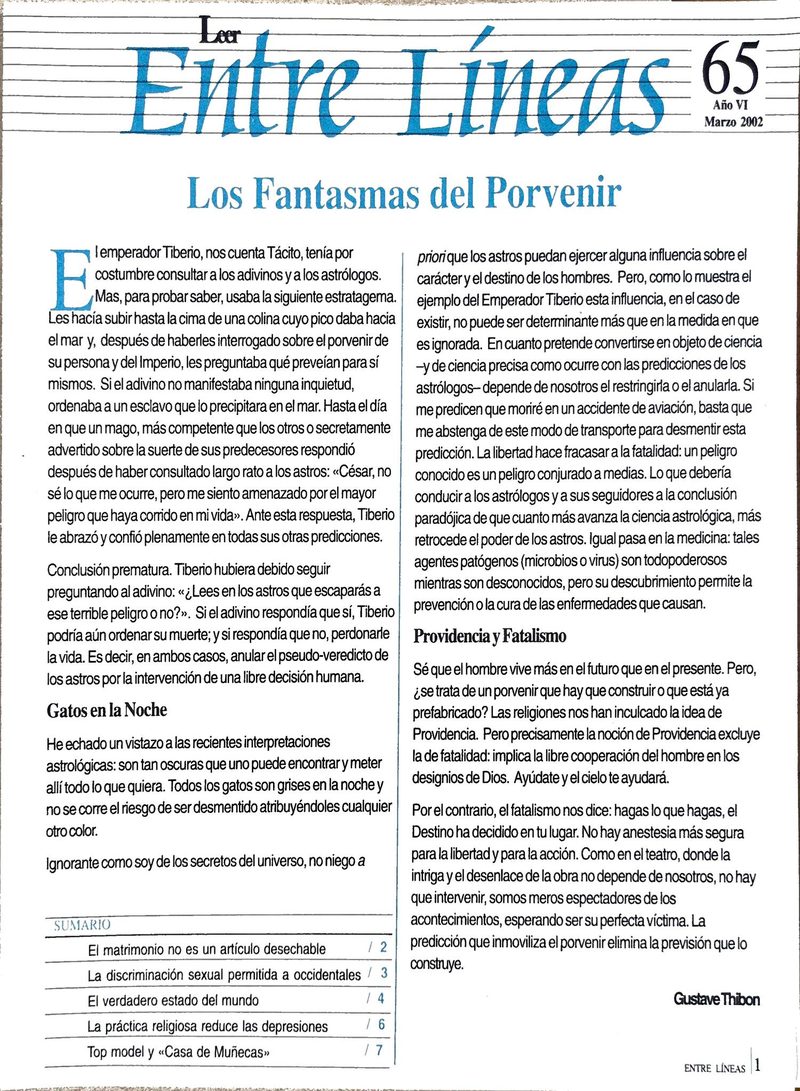 Leer
Entre Líneas
65
Año VI
Marzo 2002
Los Fantasmas del Porvenir
El emperador Tiberio, nos cuenta Tácito, tenía por
costumbre consultar a los adivinos y a los astrólogos.
Mas, para probar saber, usaba la siguiente estratagema.
Les hacía subir hasta la cima de una colina cuyo pico daba hacia
el mar y, después de haberles interrogado sobre el porvenir de
su persona y del Imperio, les preguntaba qué preveían para sí
mismos. Si el adivino no manifestaba ninguna inquietud,
ordenaba a un esclavo que lo precipitara en el mar. Hasta el día
en que un mago, más competente que los otros o secretamente
advertido sobre la suerte de sus predecesores respondió
después de haber consultado largo rato a los astros: «César, no
sé lo que me ocurre, pero me siento amenazado por el mayor
peligro que haya corrido en mi vida». Ante esta respuesta, Tiberio
le abrazó y confió plenamente en todas sus otras predicciones.
Conclusión prematura. Tiberio hubiera debido seguir
preguntando al adivino: «¿Lees en los astros que escaparás a
ese terrible peligro o no?». Si el adivino respondía que sí, Tiberio
podría aún ordenar su muerte; y si respondía que no, perdonarle
la vida. Es decir, en ambos casos, anular el pseudo-veredicto de
los astros por la intervención de una libre decisión humana.
Gatos en la Noche
He echado un vistazo a las recientes interpretaciones
astrológicas: son tan oscuras que uno puede encontrar y meter
allí todo lo que quiera. Todos los gatos son grises en la noche y
no se corre el riesgo de ser desmentido atribuyéndoles cualquier
otro color.
Ignorante como soy de los secretos del universo, no niego a
SUMARIO
El matrimonio no es un artículo desechable / 2
La discriminación sexual permitida a occidentales / 3
El verdadero estado del mundo / 4
La práctica religiosa reduce las depresiones / 6
Top model y «Casa de Muñecas» / 7
priori que los astros puedan ejercer alguna influencia sobre el
carácter y el destino de los hombres. Pero, como lo muestra el
ejemplo del Emperador Tiberio esta influencia, en el caso de
existir, no puede ser determinante más que en la medida en que
es ignorada. En cuanto pretende convertirse en objeto de ciencia
–y de ciencia precisa como ocurre con las predicciones de los
astrólogos– depende de nosotros el restringirla o el anularla. Si
me predicen que moriré en un accidente de aviación, basta que
me abstenga de este modo de transporte para desmentir esta
predicción. La libertad hace fracasar a la fatalidad: un peligro
conocido es un peligro conjurado a medias. Lo que debería
conducir a los astrólogos y a sus seguidores a la conclusión
paradójica de que cuanto más avanza la ciencia astrológica, más
retrocede el poder de los astros. Igual pasa en la medicina: tales
agentes patógenos (microbios o virus) son todopoderosos
mientras son desconocidos, pero su descubrimiento permite la
prevención o la cura de las enfermedades que causan.
Providencia y Fatalismo
Sé que el hombre vive más en el futuro que en el presente. Pero,
¿se trata de un porvenir que hay que construir o que está ya
prefabricado? Las religiones nos han inculcado la idea de
Providencia. Pero precisamente la noción de Providencia excluye
la de fatalidad: implica la libre cooperación del hombre en los
designios de Dios. Ayúdate y el cielo te ayudará.
Por el contrario, el fatalismo nos dice: hagas lo que hagas, el
Destino ha decidido en tu lugar. No hay anestesia más segura
para la libertad y para la acción. Como en el teatro, donde la
intriga y el desenlace de la obra no depende de nosotros, no hay
que intervenir, somos meros espectadores de los
acontecimientos, esperando ser su perfecta víctima. La
predicción que inmoviliza el porvenir elimina la previsión que lo
construye.
Gustave Thibon
ENTRE LÍNEAS 1